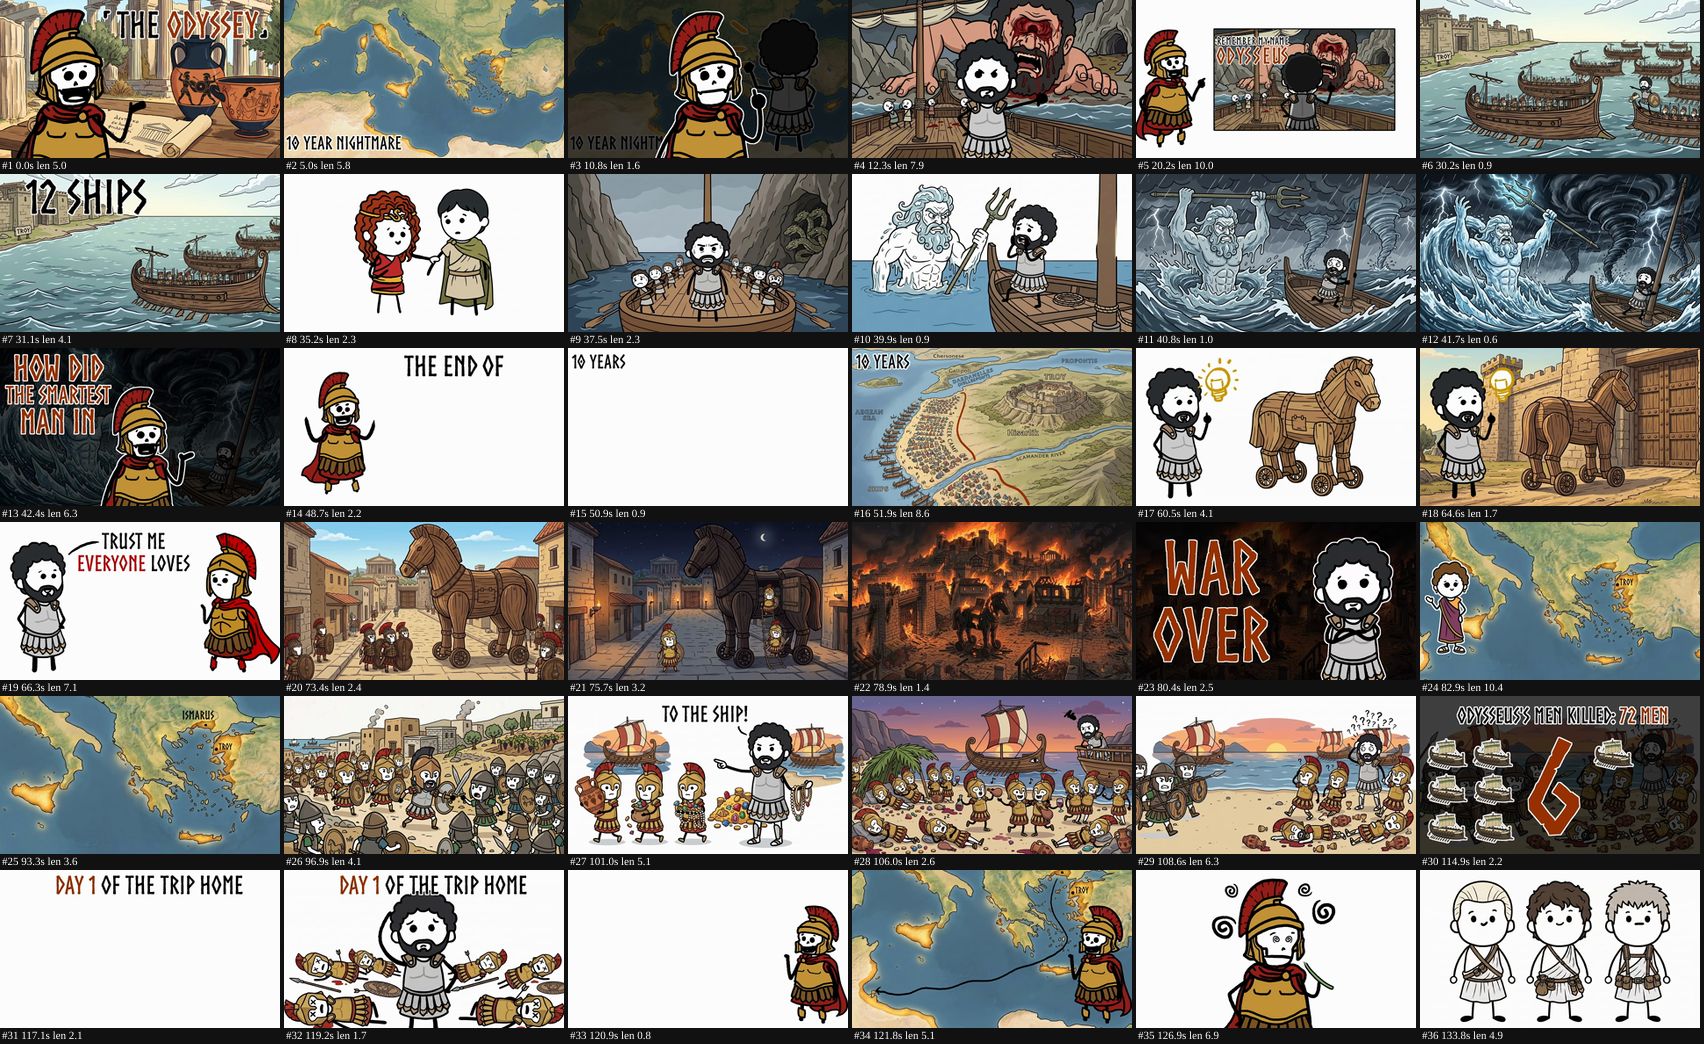 「THE ODYSSEY」
#1 0.0s len 5.0
10 YEAR NIGHTMARE
#2 5.0s len 5.8
10 YEAR NIGHTM
#3 10.8s len 1.6
#4 12.3s len 7.9
REMEMBER MY NAME
ODYSSEUS
#5 20.2s len 10.0
TROY
#6 30.2s len 0.9
12 SHIPS
TROY
#7 31.1s len 4.1
#8 35.2s len 2.3
#9 37.5s len 2.3
#10 39.9s len 0.9
#11 40.8s len 1.0
#12 41.7s len 0.6
HOW DID
THE SMARTEST
MAN IN
#13 42.4s len 6.3
THE END OF
#14 48.7s len 2.2
10 YEARS
#15 50.9s len 0.9
10 YEARS
Chersonese
PROPONTIS
DARDANELLES
TROY
AEGEAN
SEA
Hisarlik
SCAMANDER RIVER
SHIPS
#16 51.9s len 8.6
#17 60.5s len 4.1
#18 64.6s len 1.7
TRUST ME
EVERYONE LOVES
#19 66.3s len 7.1
#20 73.4s len 2.4
#21 75.7s len 3.2
#22 78.9s len 1.4
WAR
OVER
#23 80.4s len 2.5
TROY
#24 82.9s len 10.4
ISMARUS
TROY
#25 93.3s len 3.6
#26 96.9s len 4.1
TO THE SHIP!
#27 101.0s len 5.1
#28 106.0s len 2.6
#29 108.6s len 6.3
ODYSSEUS'S MEN KILLED: 72 MEN
6
#30 114.9s len 2.2
DAY 1 OF THE TRIP HOME
#31 117.1s len 2.1
DAY 1 OF THE TRIP HOME
#32 119.2s len 1.7
#33 120.9s len 0.8
TROY
#34 121.8s len 5.1
#35 126.9s len 6.9
#36 133.8s len 4.9